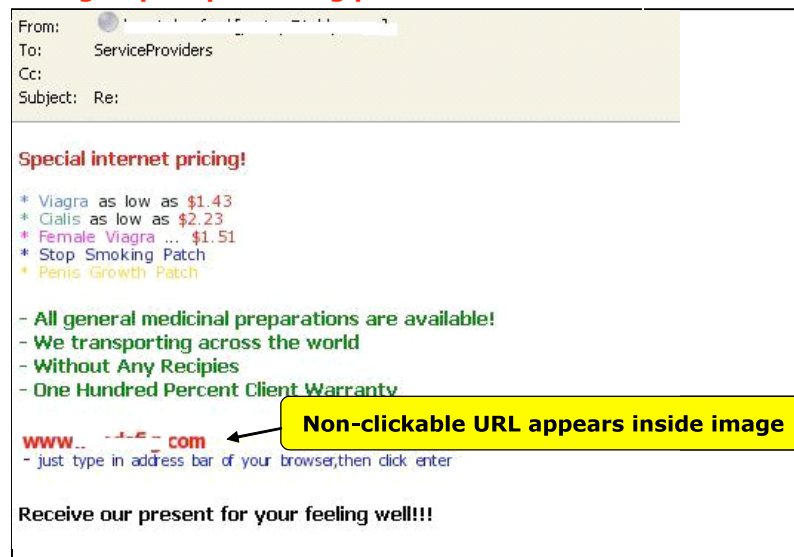 From:
To: ServiceProviders
Cc:
Subject: Re:
Special internet pricing!
* Viagra as low as $1.43
* Cialis as low as $2.23
* Female Viagra ... $1.51
* Stop Smoking Patch
* Penis Growth Patch
- All general medicinal preparations are available!
- We transporting across the world
- Without Any Recipies
- One Hundred Percent Client Warranty
Non-clickable URL appears inside image
www. com
- just type in address bar of your browser,then click enter
Receive our present for your feeling well!!!